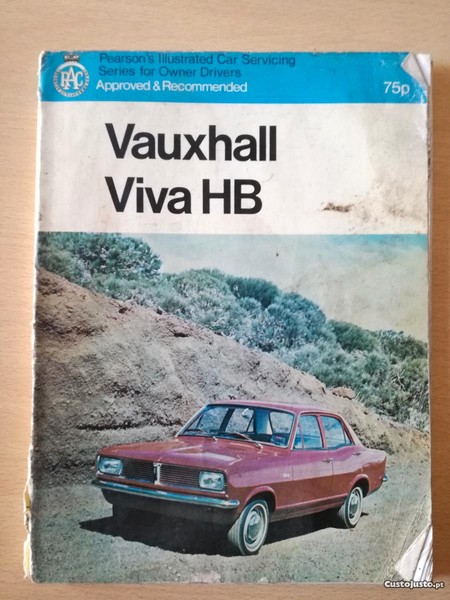 Pearson's Illustrated Car Servicing
Series for Owner Drivers
Approved & Recommended
75p
RAC
Vauxhall
Viva HB
CustoJusto.pt